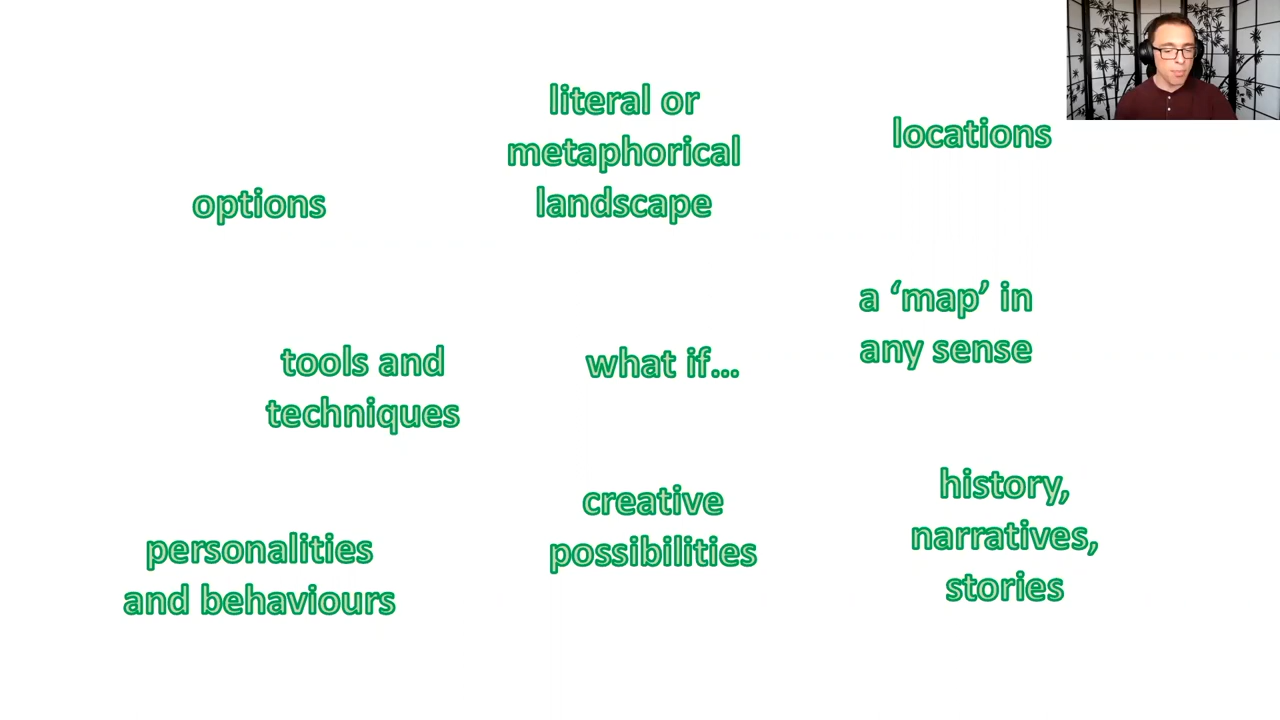 literal or
metaphorical
landscape
locations
options
a ‘map’ in
any sense
tools and
techniques
what if...
history,
narratives,
stories
creative
possibilities
personalities
and behaviours